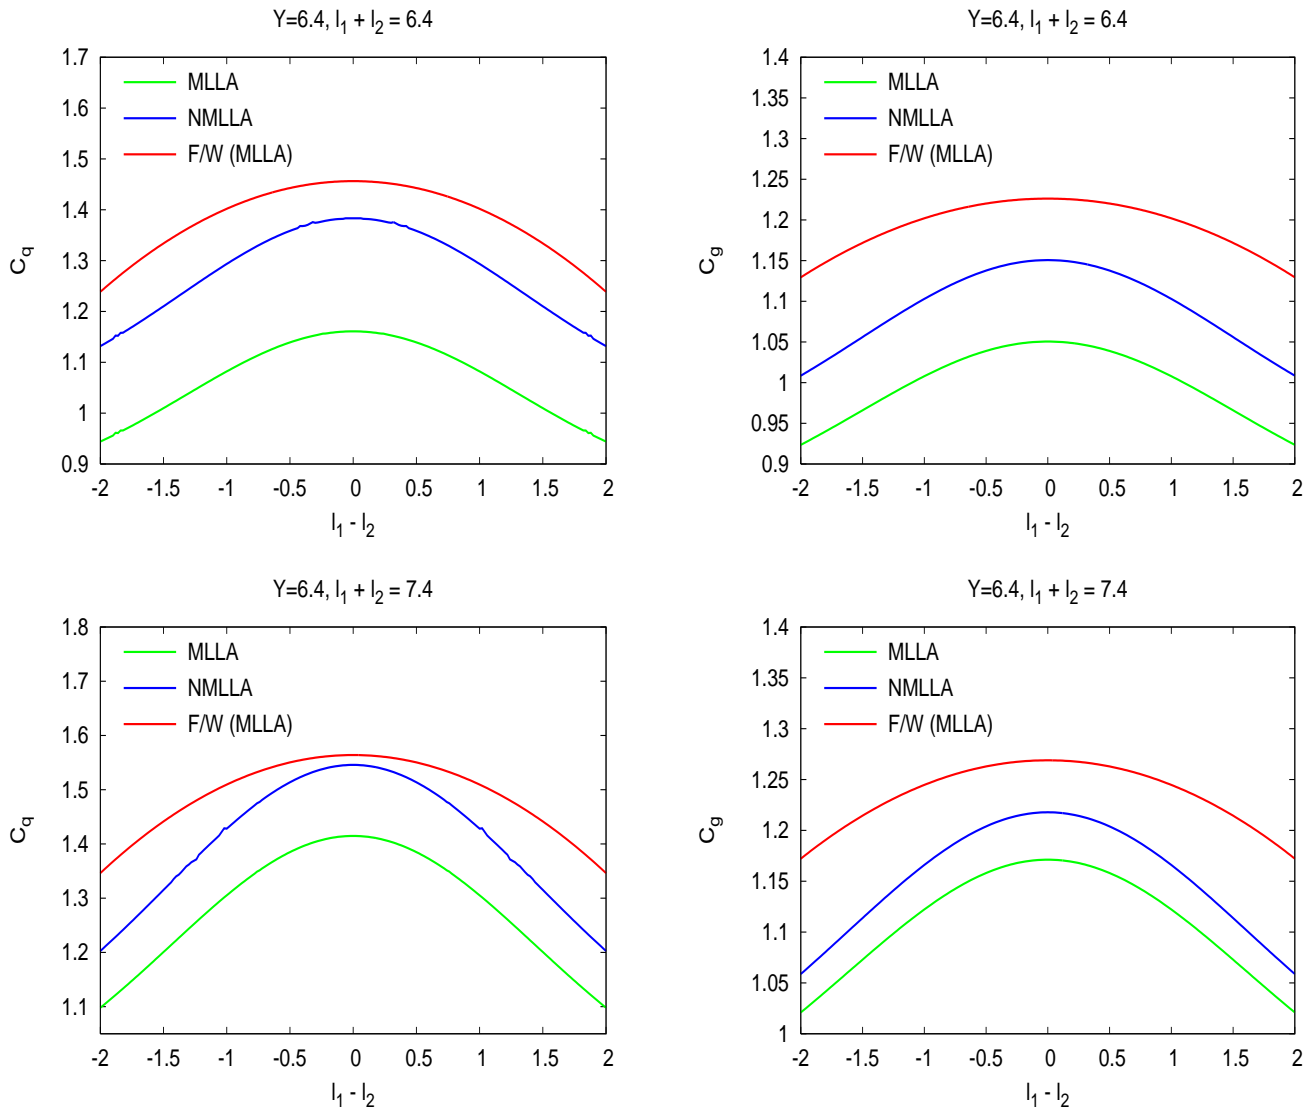 Y=6.4, l1 + l2 = 6.4
1.7
1.6
1.5
1.4
1.3
1.2
1.1
1
0.9
Cq
MLLA
NMLLA
F/W (MLLA)
-2 -1.5 -1 -0.5 0 0.5 1 1.5 2
l1 - l2
Y=6.4, l1 + l2 = 6.4
1.4
1.35
1.3
1.25
1.2
1.15
1.1
1.05
1
0.95
0.9
Cg
MLLA
NMLLA
F/W (MLLA)
-2 -1.5 -1 -0.5 0 0.5 1 1.5 2
l1 - l2
Y=6.4, l1 + l2 = 7.4
1.8
1.7
1.6
1.5
1.4
1.3
1.2
1.1
Cq
MLLA
NMLLA
F/W (MLLA)
-2 -1.5 -1 -0.5 0 0.5 1 1.5 2
l1 - l2
Y=6.4, l1 + l2 = 7.4
1.4
1.35
1.3
1.25
1.2
1.15
1.1
1.05
1
Cg
MLLA
NMLLA
F/W (MLLA)
-2 -1.5 -1 -0.5 0 0.5 1 1.5 2
l1 - l2